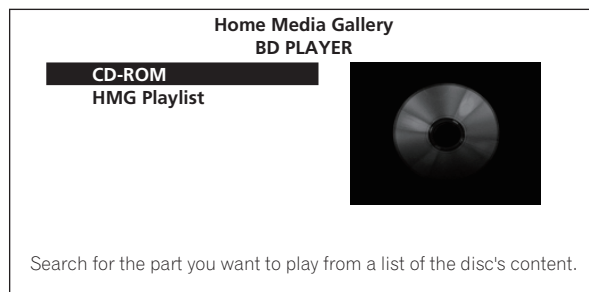 Home Media Gallery
BD PLAYER
CD-ROM
HMG Playlist
Search for the part you want to play from a list of the disc's content.